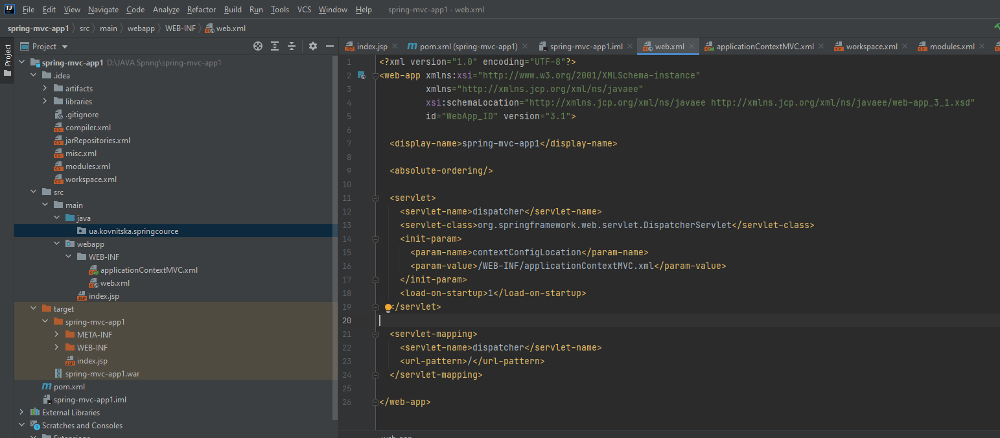 IJ File Edit View Navigate Code Analyze Refactor Build Run Tools VCS Window Help spring-mvc-app1 - web.xml
spring-mvc-app1 src main webapp WEB-INF web.xml
Project
Project
index.jsp pom.xml (spring-mvc-app1) spring-mvc-app1.iml web.xml applicationContextMVC.xml workspace.xml modules.xml
spring-mvc-app1 D:\JAVA Spring\spring-mvc-app1
.idea
artifacts
libraries
.gitignore
compiler.xml
jarRepositories.xml
misc.xml
modules.xml
workspace.xml
src
main
java
ua.kovnitska.springcource
webapp
WEB-INF
applicationContextMVC.xml
web.xml
index.jsp
target
spring-mvc-app1
META-INF
WEB-INF
index.jsp
spring-mvc-app1.war
pom.xml
spring-mvc-app1.iml
External Libraries
Scratches and Consoles
Extensions
1 <?xml version="1.0" encoding="UTF-8"?>
2 <web-app xmlns:xsi="http://www.w3.org/2001/XMLSchema-instance"
3 xmlns="http://xmlns.jcp.org/xml/ns/javaee"
4 xsi:schemaLocation="http://xmlns.jcp.org/xml/ns/javaee http://xmlns.jcp.org/xml/ns/javaee/web-app_3_1.xsd"
5 id="WebApp_ID" version="3.1">
6
7 <display-name>spring-mvc-app1</display-name>
8
9 <absolute-ordering/>
10
11 <servlet>
12 <servlet-name>dispatcher</servlet-name>
13 <servlet-class>org.springframework.web.servlet.DispatcherServlet</servlet-class>
14 <init-param>
15 <param-name>contextConfigLocation</param-name>
16 <param-value>/WEB-INF/applicationContextMVC.xml</param-value>
17 </init-param>
18 <load-on-startup>1</load-on-startup>
19 </servlet>
20
21 <servlet-mapping>
22 <servlet-name>dispatcher</servlet-name>
23 <url-pattern>/</url-pattern>
24 </servlet-mapping>
25
26 </web-app>
web-app